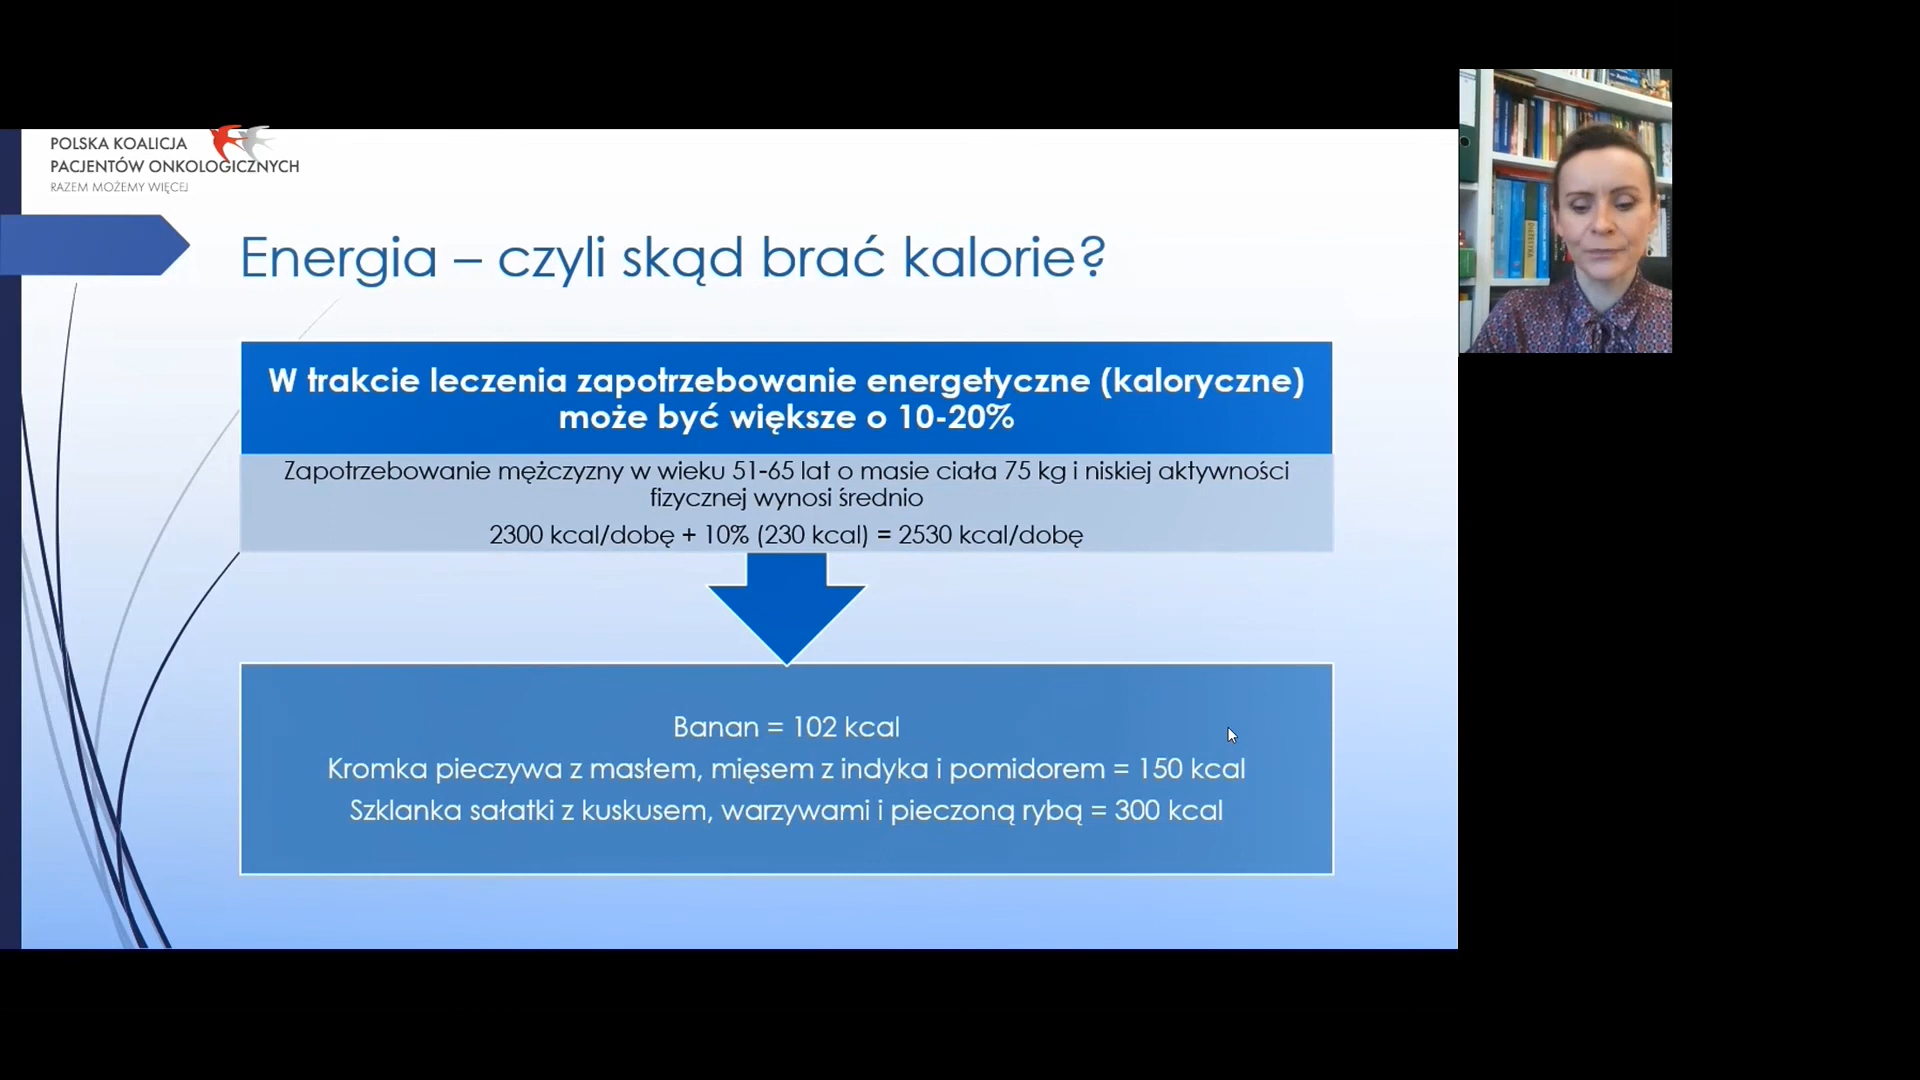 POLSKA KOALICJA
PACJENTÓW ONKOLOGICZNYCH
RAZEM MOŻEMY WIĘCEJ
Energia – czyli skąd brać kalorie?
W trakcie leczenia zapotrzebowanie energetyczne (kaloryczne)
może być większe o 10-20%
Zapotrzebowanie mężczyzny w wieku 51-65 lat o masie ciała 75 kg i niskiej aktywności
fizycznej wynosi średnio
2300 kcal/dobę + 10% (230 kcal) = 2530 kcal/dobę
Banan = 102 kcal
Kromka pieczywa z masłem, mięsem z indyka i pomidorem = 150 kcal
Szklanka sałatki z kuskusem, warzywami i pieczoną rybą = 300 kcal
Australia
DIETETYKA